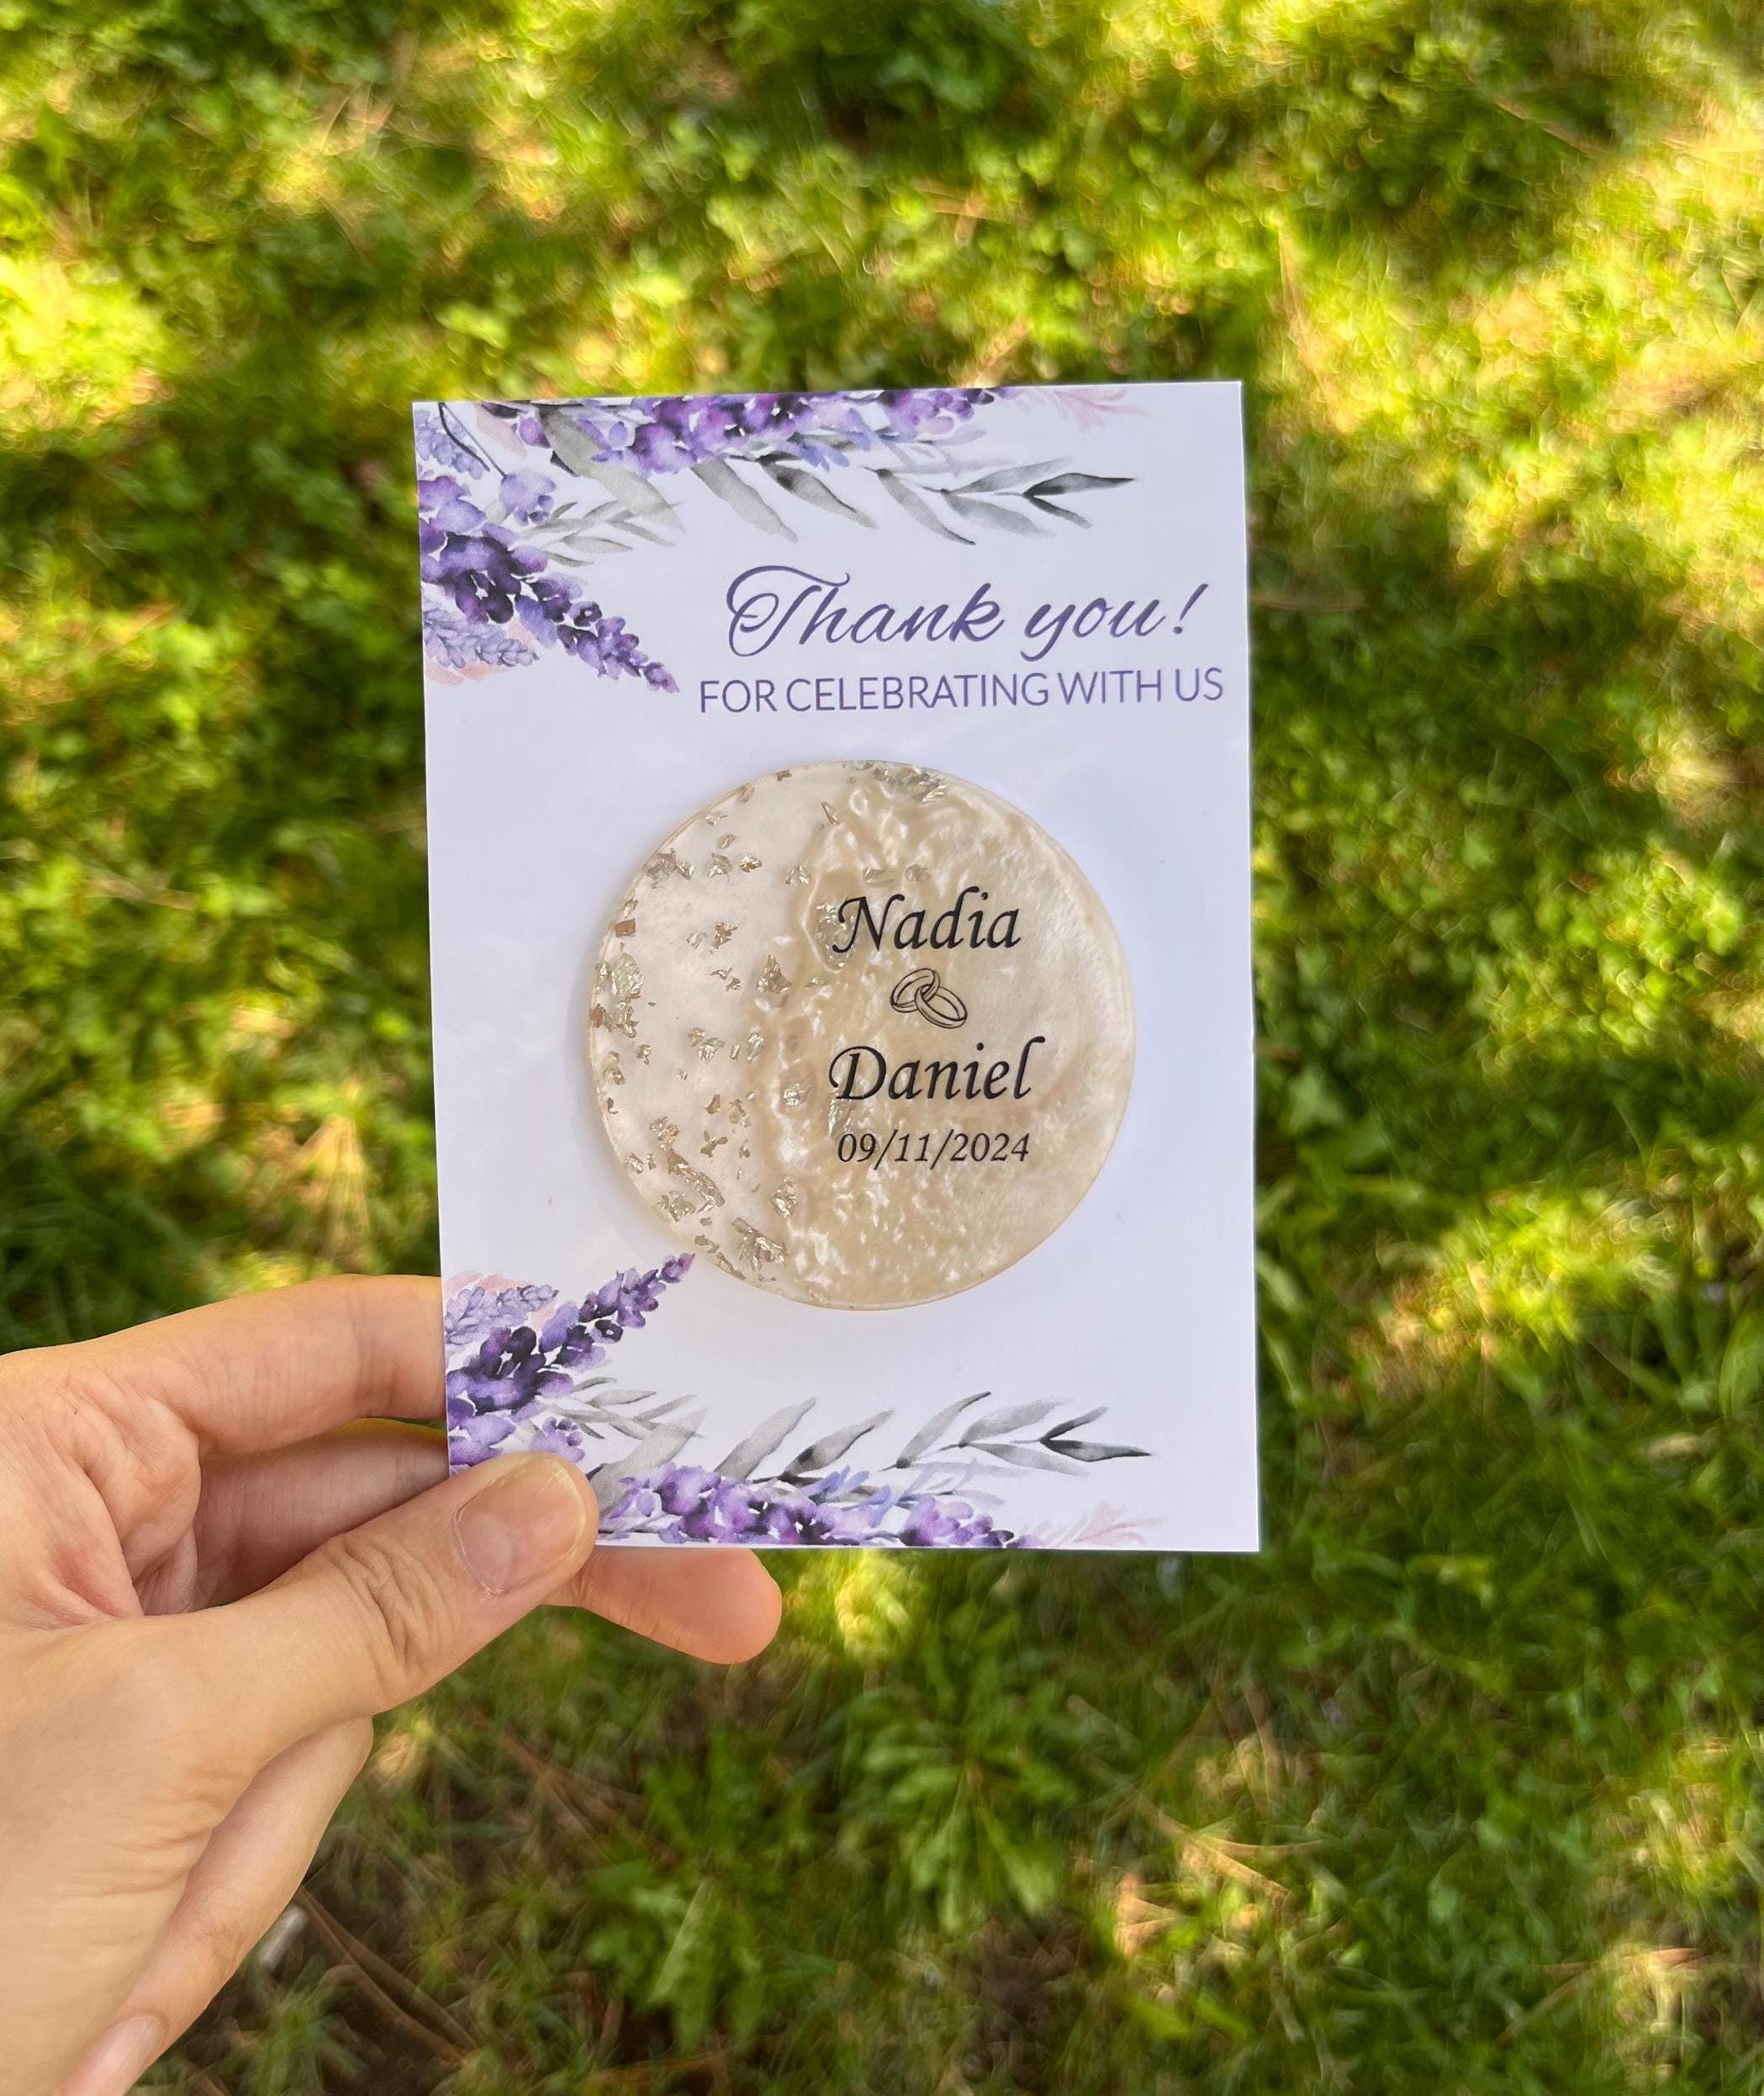 Thank you!
FOR CELEBRATING WITH US
Nadia
Daniel
09/11/2024